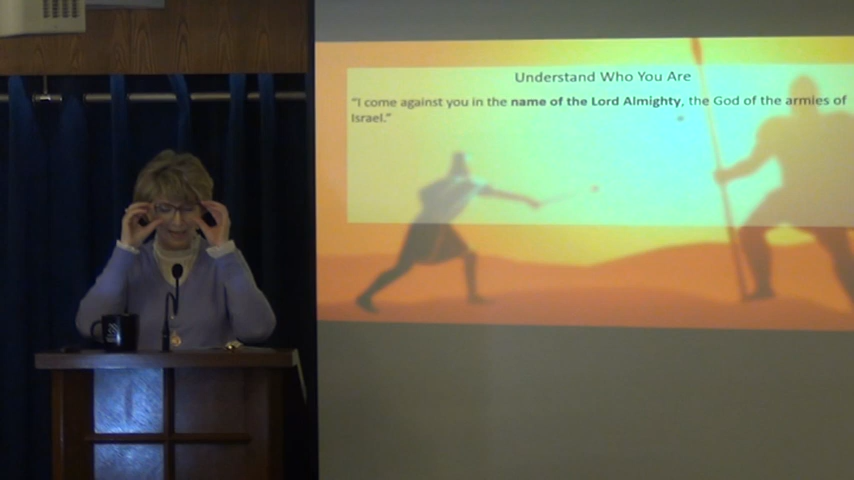 Understand Who You Are
“I come against you in the name of the Lord Almighty, the God of the armies of
Israel.”